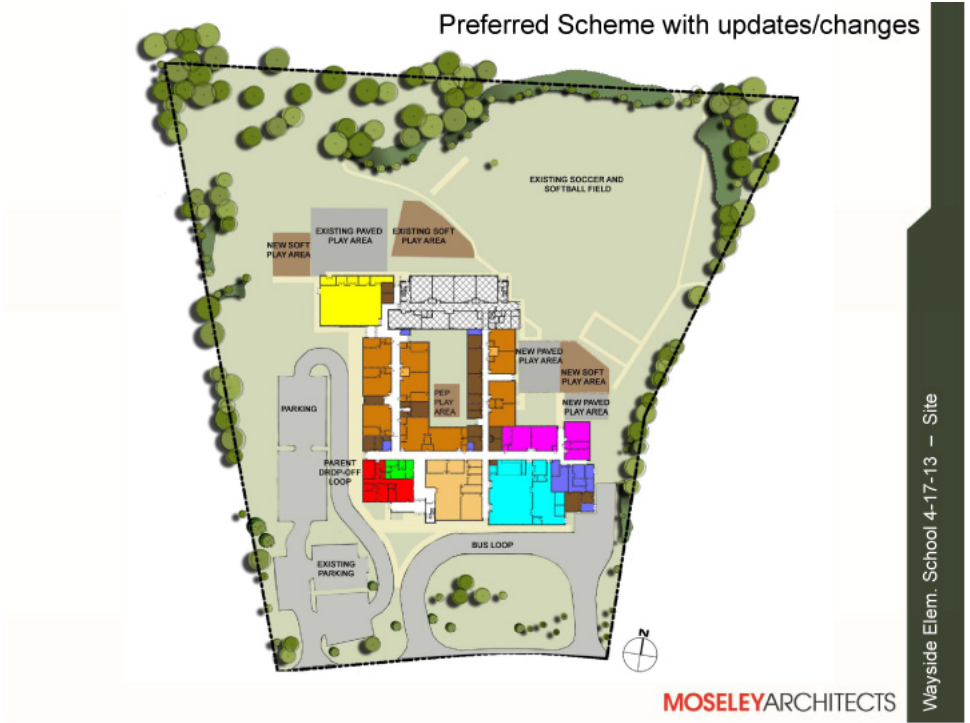 Preferred Scheme with updates/changes
EXISTING SOCCER AND
SOFTBALL FIELD
EXISTING PAVED
PLAY AREA
EXISTING SOFT
PLAY AREA
NEW SOFT
PLAY AREA
NEW PAVED
PLAY AREA
NEW SOFT
PLAY AREA
PEP
PLAY
AREA
NEW PAVED
PLAY AREA
PARKING
PARENT
DROP-OFF
LOOP
BUS LOOP
EXISTING
PARKING
N
MOSELEYARCHITECTS
Wayside Elem. School 4-17-13 – Site